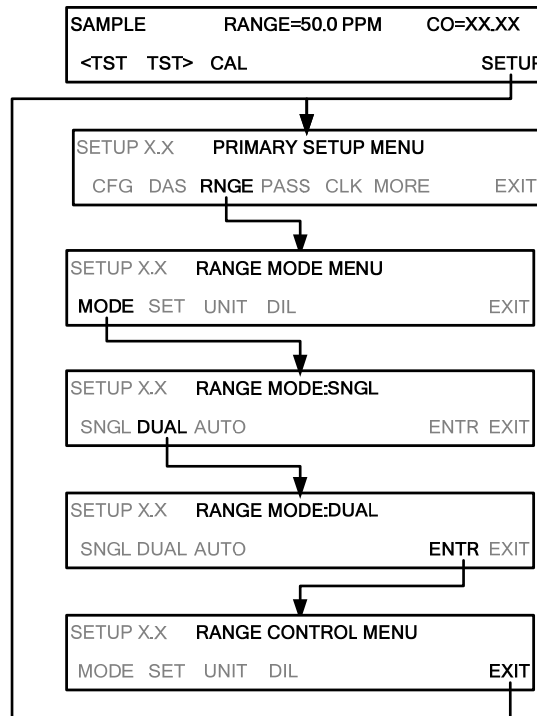 SAMPLE RANGE=50.0 PPM CO=XX.XX
<TST TST> CAL SETUP
SETUP X.X PRIMARY SETUP MENU
CFG DAS RNGE PASS CLK MORE EXIT
SETUP X.X RANGE MODE MENU
MODE SET UNIT DIL EXIT
SETUP X.X RANGE MODE:SNGL
SNGL DUAL AUTO ENTR EXIT
SETUP X.X RANGE MODE:DUAL
SNGL DUAL AUTO ENTR EXIT
SETUP X.X RANGE CONTROL MENU
MODE SET UNIT DIL EXIT